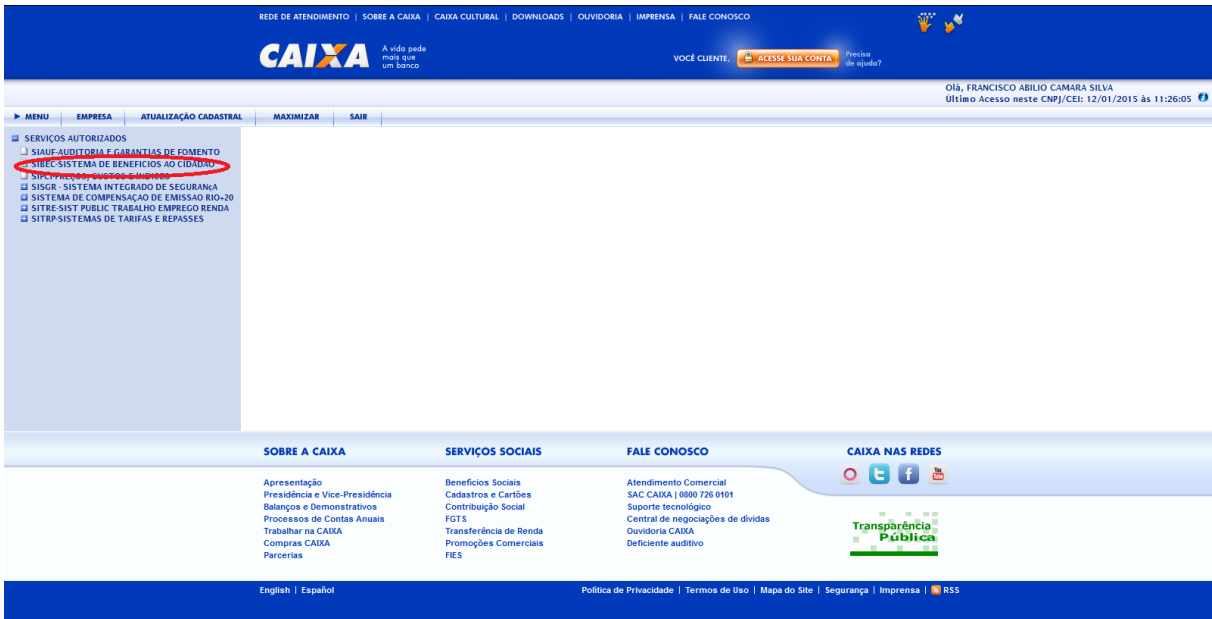 REDE DE ATENDIMENTO | SOBRE A CAIXA | CAIXA CULTURAL | DOWNLOADS | OUVIDORIA | IMPRENSA | FALE CONOSCO
CAIXA
A vida pede
mais que
um banco
VOCÊ CLIENTE,
ACESSE SUA CONTA
Precisa
de ajuda?
Olá, FRANCISCO ABILIO CAMARA SILVA
Último Acesso neste CNPJ/CEI: 12/01/2015 às 11:26:05
MENU EMPRESA ATUALIZAÇÃO CADASTRAL MAXIMIZAR SAIR
SERVIÇOS AUTORIZADOS
SIAUF-AUDITORIA E GARANTIAS DE FOMENTO
SIBEC-SISTEMA DE BENEFICIOS AO CIDADAO
SIPCI-PREÇOS, CUSTOS E ÍNDICES
SISGR - SISTEMA INTEGRADO DE SEGURANçA
SISTEMA DE COMPENSAÇAO DE EMISSAO RIO+20
SITRE-SIST PUBLIC TRABALHO EMPREGO RENDA
SITRP-SISTEMAS DE TARIFAS E REPASSES
SOBRE A CAIXA
Apresentação
Presidência e Vice-Presidência
Balanços e Demonstrativos
Processos de Contas Anuais
Trabalhar na CAIXA
Compras CAIXA
Parcerias
SERVIÇOS SOCIAIS
Benefícios Sociais
Cadastros e Cartões
Contribuição Social
FGTS
Transferência de Renda
Promoções Comerciais
FIES
FALE CONOSCO
Atendimento Comercial
SAC CAIXA | 0800 726 0101
Suporte tecnológico
Central de negociações de dívidas
Ouvidoria CAIXA
Deficiente auditivo
CAIXA NAS REDES
You
Tube
Transparência
Pública
English | Español
Política de Privacidade | Termos de Uso | Mapa do Site | Segurança | Imprensa | RSS